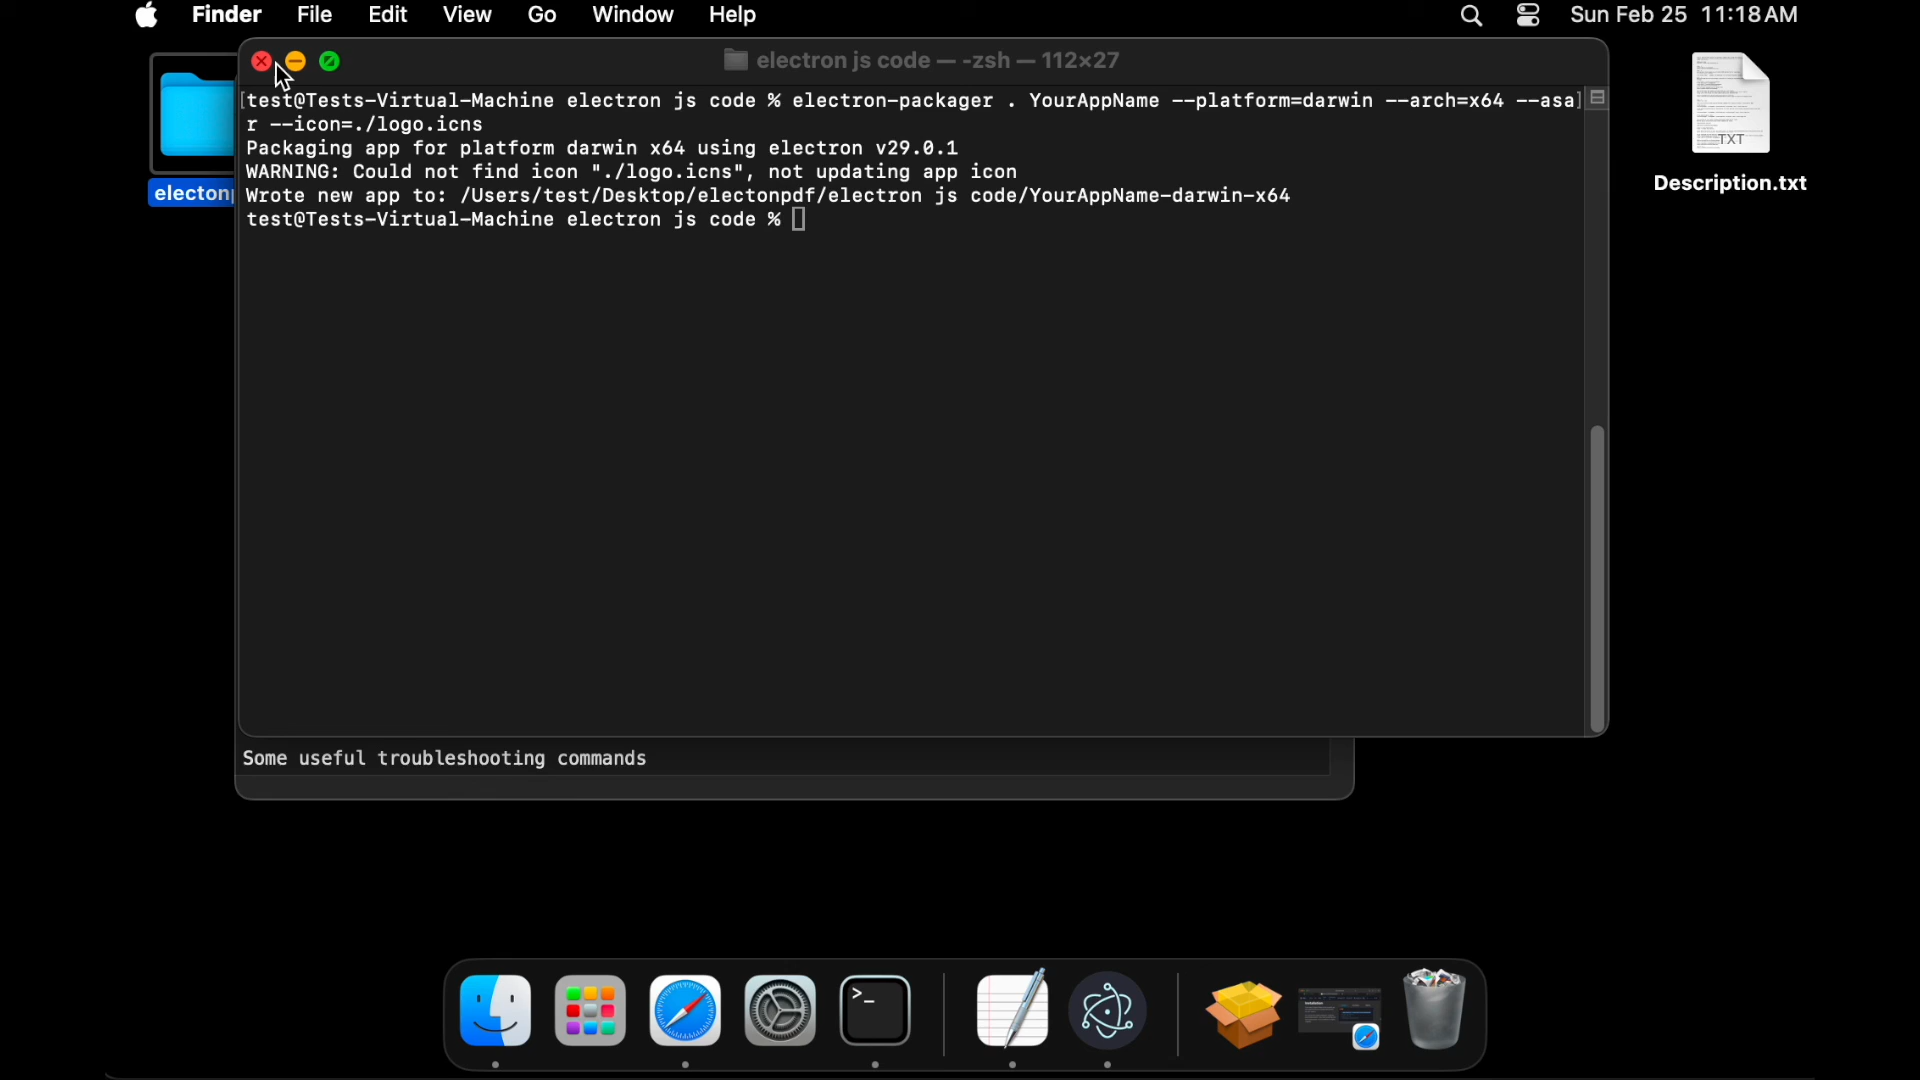 Finder File Edit View Go Window Help Sun Feb 25 11:18 AM
electron js code — -zsh — 112×27
[test@Tests-Virtual-Machine electron js code % electron-packager . YourAppName --platform=darwin --arch=x64 --asa]
r --icon=./logo.icns
Packaging app for platform darwin x64 using electron v29.0.1
WARNING: Could not find icon "./logo.icns", not updating app icon
Wrote new app to: /Users/test/Desktop/electonpdf/electron js code/YourAppName-darwin-x64
test@Tests-Virtual-Machine electron js code %
electonp
TXT
Description.txt
Some useful troubleshooting commands